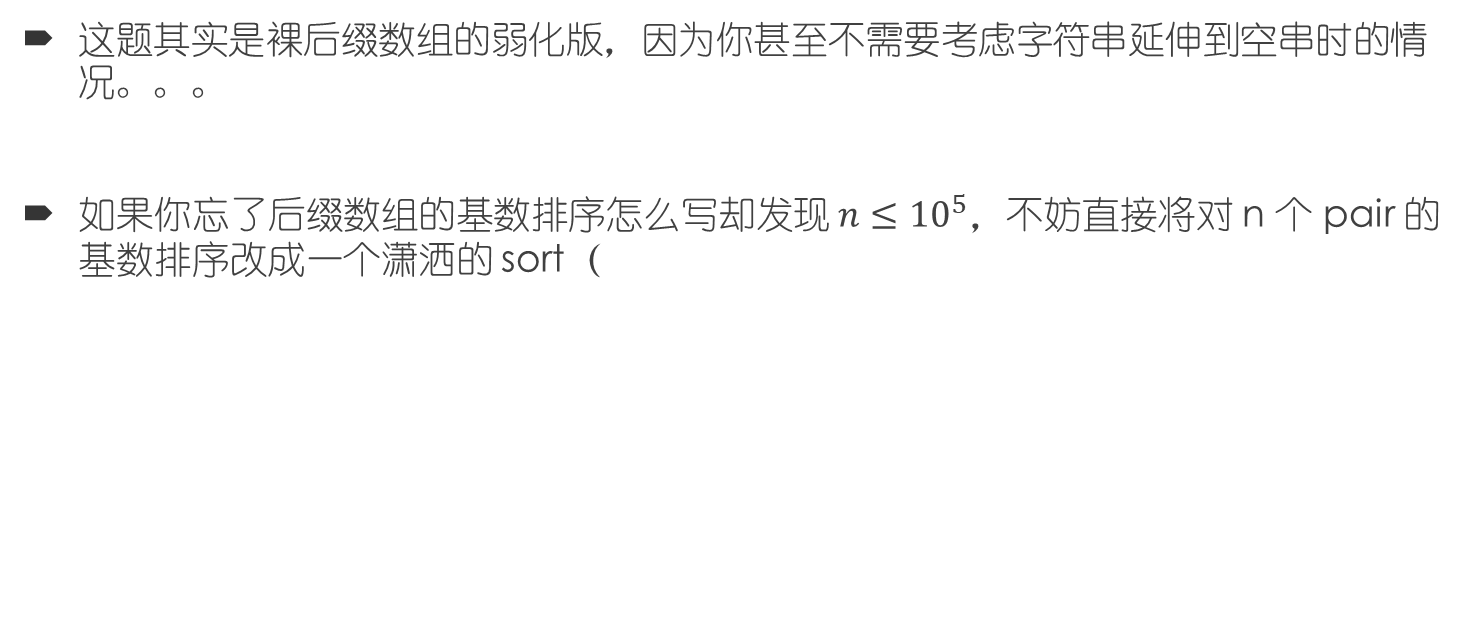 这题其实是裸后缀数组的弱化版，因为你甚至不需要考虑字符串延伸到空串时的情
况。。。
如果你忘了后缀数组的基数排序怎么写却发现 n ≤ 10⁵，不妨直接将对 n 个 pair 的
基数排序改成一个潇洒的 sort（